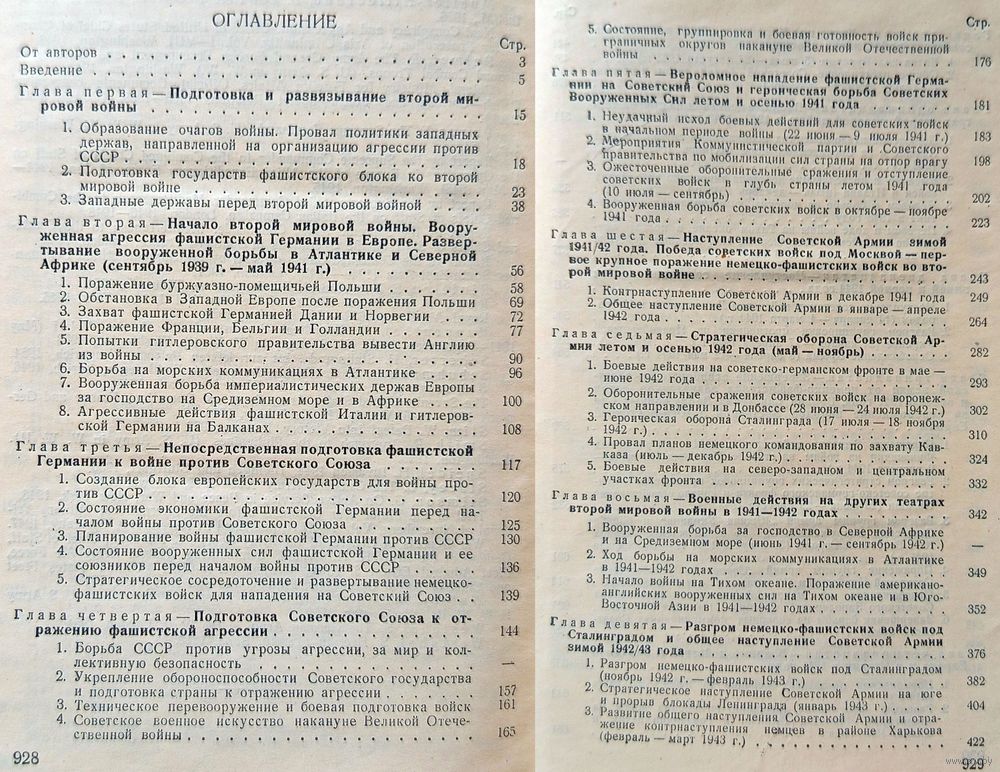 ОГЛАВЛЕНИЕ
Стр.
От авторов . . . . . . . . . . 3
Введение . . . . . . . . . . 5
Глава первая — Подготовка и развязывание второй ми-
ровой войны . . . . . . . . . . 15
1. Образование очагов войны. Провал политики западных
держав, направленной на организацию агрессии против
СССР . . . . . . . . . . 18
2. Подготовка государств фашистского блока ко второй
мировой войне . . . . . . . . . . 23
3. Западные державы перед второй мировой войной . . . . 38
Глава вторая — Начало второй мировой войны. Воору-
женная агрессия фашистской Германии в Европе. Развер-
тывание вооруженной борьбы в Атлантике и Северной
Африке (сентябрь 1939 г. — май 1941 г.) . . . . . . . 56
1. Поражение буржуазно-помещичьей Польши . . . . . . . 58
2. Обстановка в Западной Европе после поражения Польши 69
3. Захват фашистской Германией Дании и Норвегии . . . . 72
4. Поражение Франции, Бельгии и Голландии . . . . . 77
5. Попытки гитлеровского правительства вывести Англию
из войны . . . . . . . . . . 90
6. Борьба на морских коммуникациях в Атлантике . . . . 96
7. Вооруженная борьба империалистических держав Европы
за господство на Средиземном море и в Африке . . . . 100
8. Агрессивные действия фашистской Италии и гитлеров-
ской Германии на Балканах . . . . . . . . . . 108
Глава третья — Непосредственная подготовка фашистской
Германии к войне против Советского Союза . . . . . . 117
1. Создание блока европейских государств для войны про-
тив СССР . . . . . . . . . . 120
2. Состояние экономики фашистской Германии перед на-
чалом войны против Советского Союза . . . . . . . 125
3. Планирование войны фашистской Германии против СССР 130
4. Состояние вооруженных сил фашистской Германии и ее
союзников перед началом войны против СССР . . . . . 136
5. Стратегическое сосредоточение и развертывание немецко-
фашистских войск для нападения на Советский Союз . . 139
Глава четвертая — Подготовка Советского Союза к от-
ражению фашистской агрессии . . . . . . . . . . 144
1. Борьба СССР против угрозы агрессии, за мир и кол-
лективную безопасность . . . . . . . . . . —
2. Укрепление обороноспособности Советского государства
и подготовка страны к отражению агрессии . . . . . . 157
3. Техническое перевооружение и боевая подготовка войск 161
4. Советское военное искусство накануне Великой Отече-
ственной войны . . . . . . . . . . 165
928
Стр.
5. Состояние, группировка и боевая готовность войск при-
граничных округов накануне Великой Отечественной
войны . . . . . . . . . . 176
Глава пятая — Вероломное нападение фашистской Герма-
нии на Советский Союз и героическая борьба Советских
Вооруженных Сил летом и осенью 1941 года . . . . . . . 181
1. Неудачный исход боевых действий для советских войск
в начальном периоде войны (22 июня — 9 июля 1941 г.) 183
2. Мероприятия Коммунистической партии и Советского
правительства по мобилизации сил страны на отпор врагу 198
3. Ожесточенные оборонительные сражения и отступление
советских войск в глубь страны летом 1941 года
(10 июля — сентябрь) . . . . . . . . . . 202
4. Вооруженная борьба советских войск в октябре — ноябре
1941 года . . . . . . . . . . 223
Глава шестая — Наступление Советской Армии зимой
1941/42 года. Победа советских войск под Москвой — пер-
вое крупное поражение немецко-фашистских войск во вто-
рой мировой войне . . . . . . . . . . 243
1. Контрнаступление Советской Армии в декабре 1941 года 249
2. Общее наступление Советской Армии в январе — апреле
1942 года . . . . . . . . . . 264
Глава седьмая — Стратегическая оборона Советской Ар-
мии летом и осенью 1942 года (май — ноябрь) . . . . . . 282
1. Боевые действия на советско-германском фронте в мае —
июне 1942 года . . . . . . . . . . 293
2. Оборонительные сражения советских войск на воронеж-
ском направлении и в Донбассе (28 июня — 24 июля 1942 г.) 302
3. Героическая оборона Сталинграда (17 июля — 18 ноября
1942 г.) . . . . . . . . . . 310
4. Провал планов немецкого командования по захвату Кав-
каза (июль — декабрь 1942 г.) . . . . . . . . . . 324
5. Боевые действия на северо-западном и центральном
участках фронта . . . . . . . . . . 332
Глава восьмая — Военные действия на других театрах
второй мировой войны в 1941—1942 годах . . . . . . . 342
1. Вооруженная борьба за господство в Северной Африке
и на Средиземном море (июнь 1941 г. — сентябрь 1942 г.) —
2. Ход борьбы на морских коммуникациях в Атлантике
в 1941—1942 годах . . . . . . . . . . 349
3. Начало войны на Тихом океане. Поражение американо-
английских вооруженных сил на Тихом океане и в Юго-
Восточной Азии в 1941—1942 годах . . . . . . . . 352
Глава девятая — Разгром немецко-фашистских войск под
Сталинградом и общее наступление Советской Армии
зимой 1942/43 года . . . . . . . . . . 376
1. Разгром немецко-фашистских войск под Сталинградом
(ноябрь 1942 г. — февраль 1943 г.) . . . . . . . . 382
2. Стратегическое наступление Советской Армии на юге
и прорыв блокады Ленинграда (январь 1943 г.) . . . . 404
3. Развитие общего наступления Советской Армии и отра-
жение контрнаступления немцев в районе Харькова
(февраль — март 1943 г.) . . . . . . . . . . 422
929